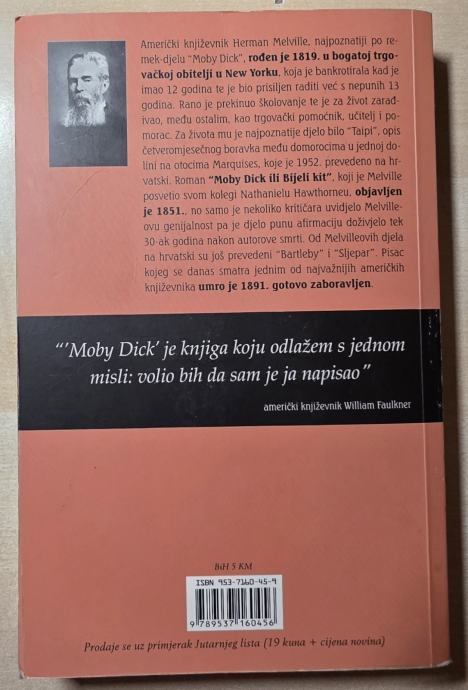 Američki književnik Herman Melville, najpoznatiji po re-
mek-djelu "Moby Dick", rođen je 1819. u bogatoj trgo-
vačkoj obitelji u New Yorku, koja je bankrotirala kad je
imao 12 godina te je bio prisiljen raditi već s nepunih 13
godina. Rano je prekinuo školovanje te je za život zarađ-
ivao, među ostalim, kao trgovački pomoćnik, učitelj i po-
morac. Za života mu je najpoznatije djelo bilo "Taipi", opis
četveromjesečnog boravka među domorocima u jednoj do-
lini na otocima Marquises, koje je 1952. prevedeno na hr-
vatski. Roman "Moby Dick ili Bijeli kit", koji je Melville
posvetio svom kolegi Nathanielu Hawthorneu, objavljen
je 1851., no samo je nekoliko kritičara uvidjelo Melville-
ovu genijalnost pa je djelo punu afirmaciju doživjelo tek
30-ak godina nakon autorove smrti. Od Melvilleovih djela
na hrvatski su još prevedeni "Bartleby" i "Sljepar". Pisac
kojeg se danas smatra jednim od najvažnijih američkih
književnika umro je 1891. gotovo zaboravljen.
"'Moby Dick' je knjiga koju odlažem s jednom
misli: volio bih da sam je ja napisao"
američki književnik William Faulkner
BiH 5 KM
ISBN 953-7160-45-9
9 789537 160456
Prodaje se uz primjerak Jutarnjeg lista (19 kuna + cijena novina)